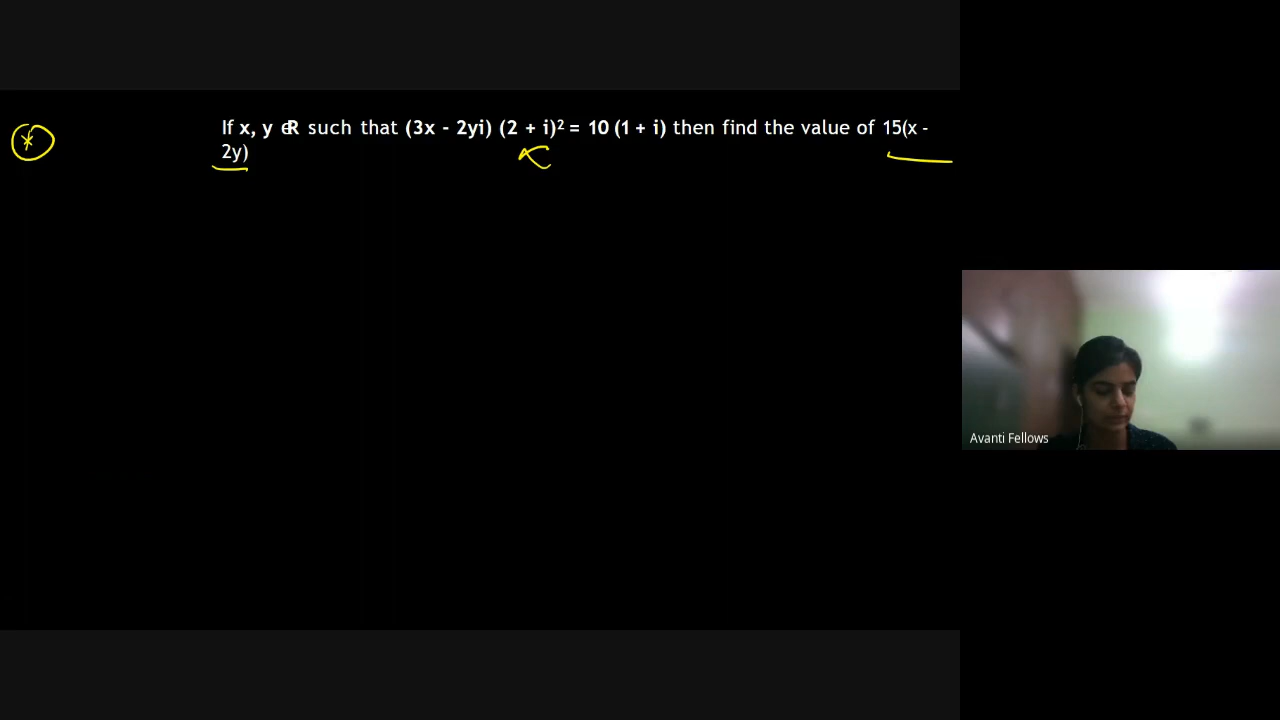 If x, y ∈R such that (3x - 2yi) (2 + i)² = 10 (1 + i) then find the value of 15(x -
2y)
Avanti Fellows